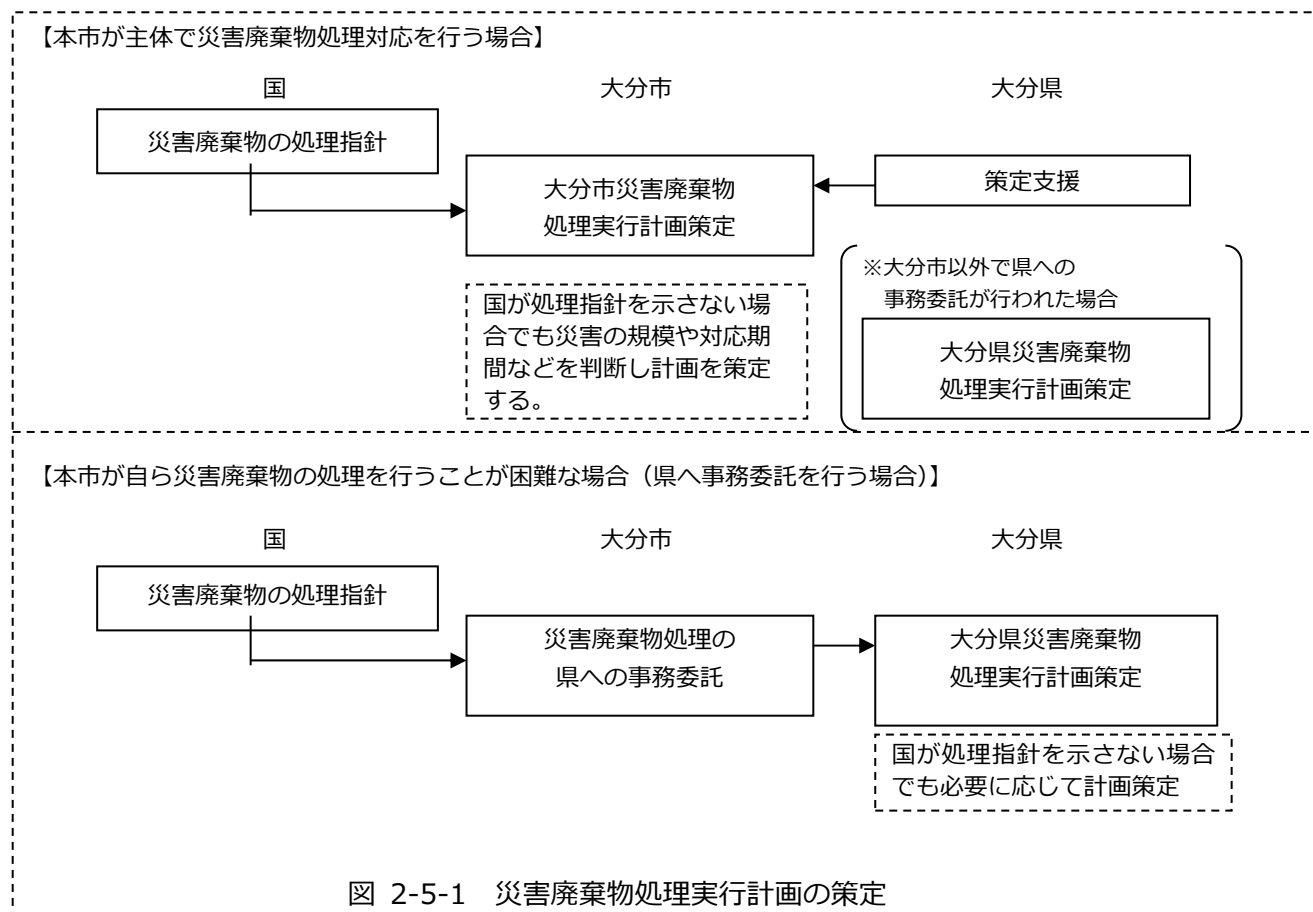 【本市が主体で災害廃棄物処理対応を行う場合】
国
大分市
大分県
災害廃棄物の処理指針
大分市災害廃棄物
処理実行計画策定
策定支援
国が処理指針を示さない場
合でも災害の規模や対応期
間などを判断し計画を策定
する。
※大分市以外で県への
事務委託が行われた場合
大分県災害廃棄物
処理実行計画策定
【本市が自ら災害廃棄物の処理を行うことが困難な場合（県へ事務委託を行う場合）】
国
大分市
大分県
災害廃棄物の処理指針
災害廃棄物処理の
県への事務委託
大分県災害廃棄物
処理実行計画策定
国が処理指針を示さない場合
でも必要に応じて計画策定
図 2-5-1　災害廃棄物処理実行計画の策定